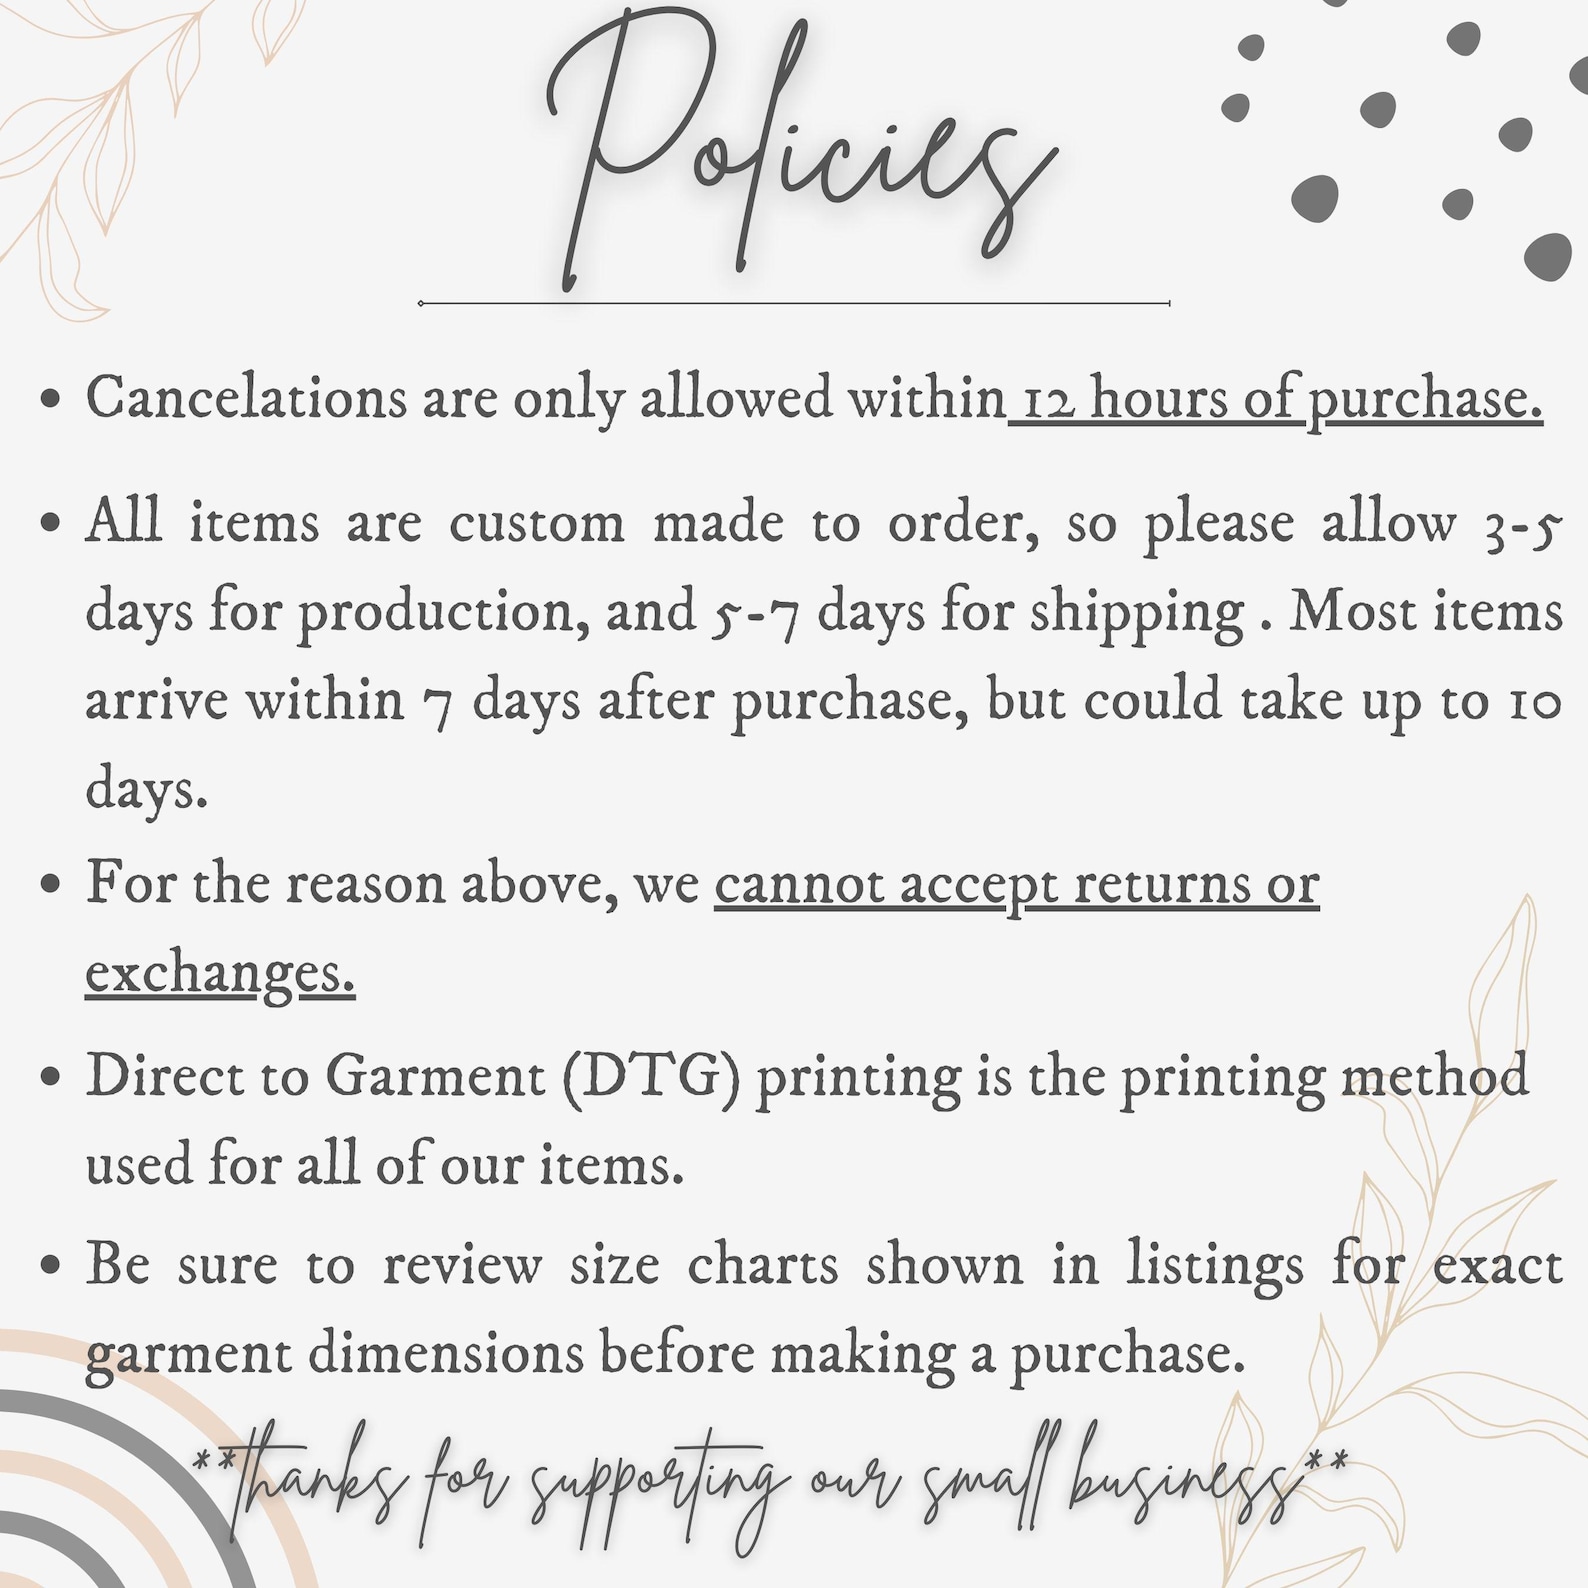 Policies
• Cancelations are only allowed within 12 hours of purchase.
• All items are custom made to order, so please allow 3-5
days for production, and 5-7 days for shipping . Most items
arrive within 7 days after purchase, but could take up to 10
days.
• For the reason above, we cannot accept returns or
exchanges.
• Direct to Garment (DTG) printing is the printing method
used for all of our items.
• Be sure to review size charts shown in listings for exact
garment dimensions before making a purchase.
**Thanks for supporting our small business**